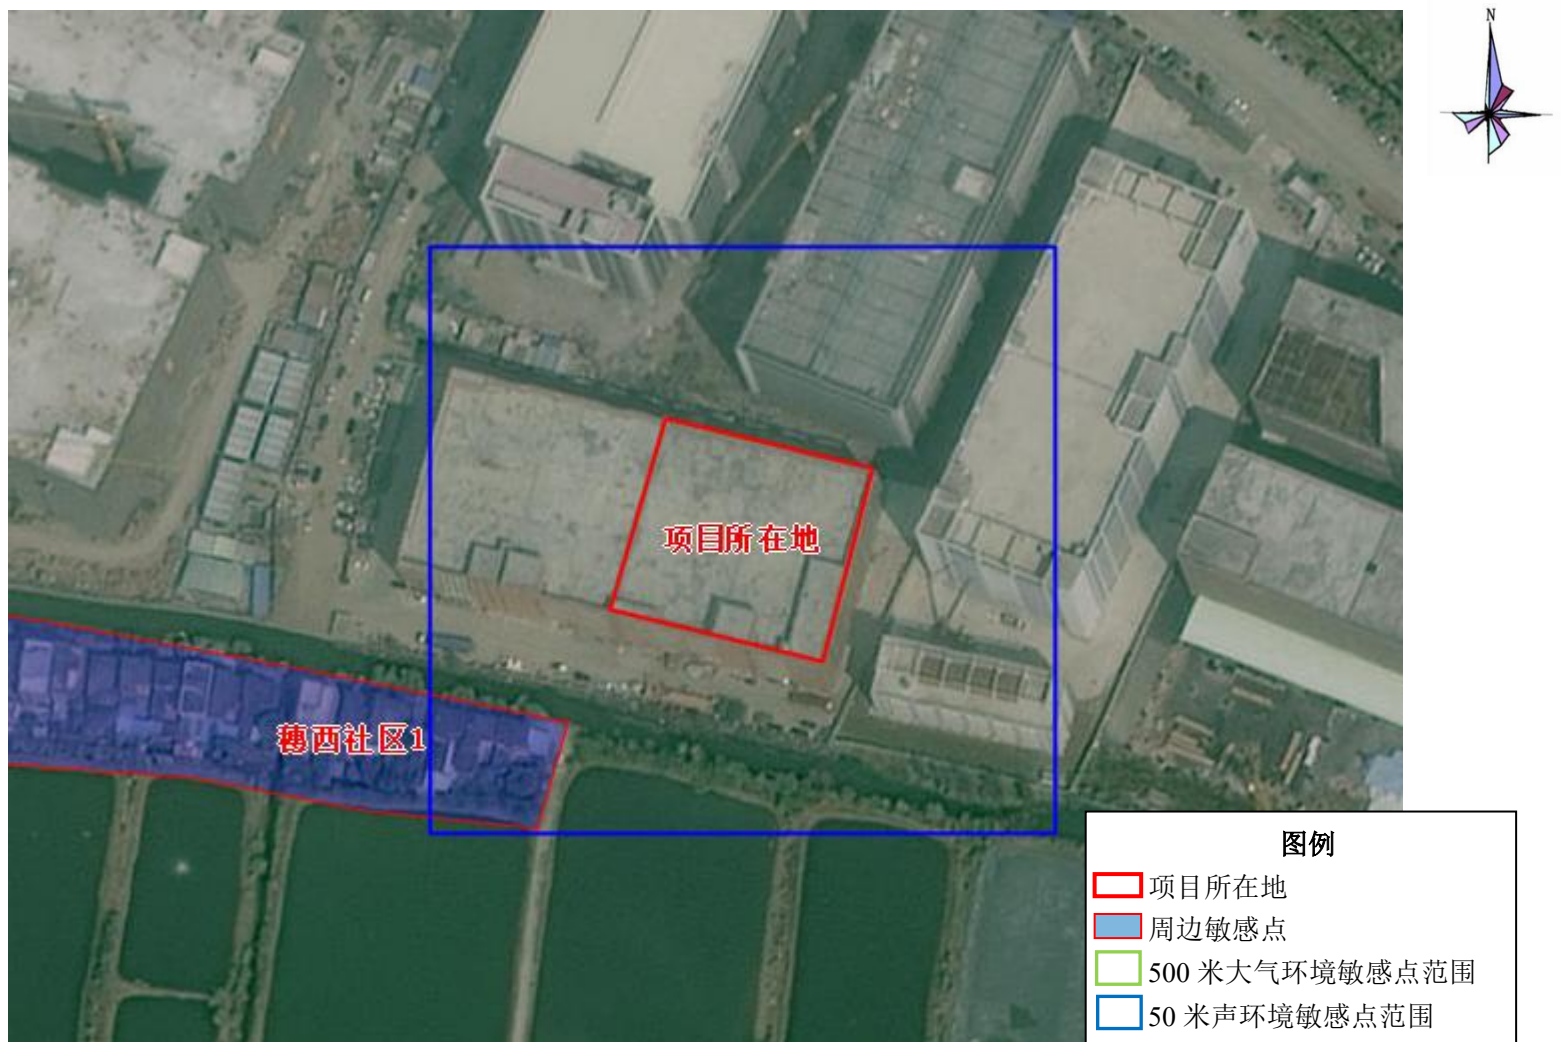 N
项目所在地
穗西社区1
图例
项目所在地
周边敏感点
500 米大气环境敏感点范围
50 米声环境敏感点范围